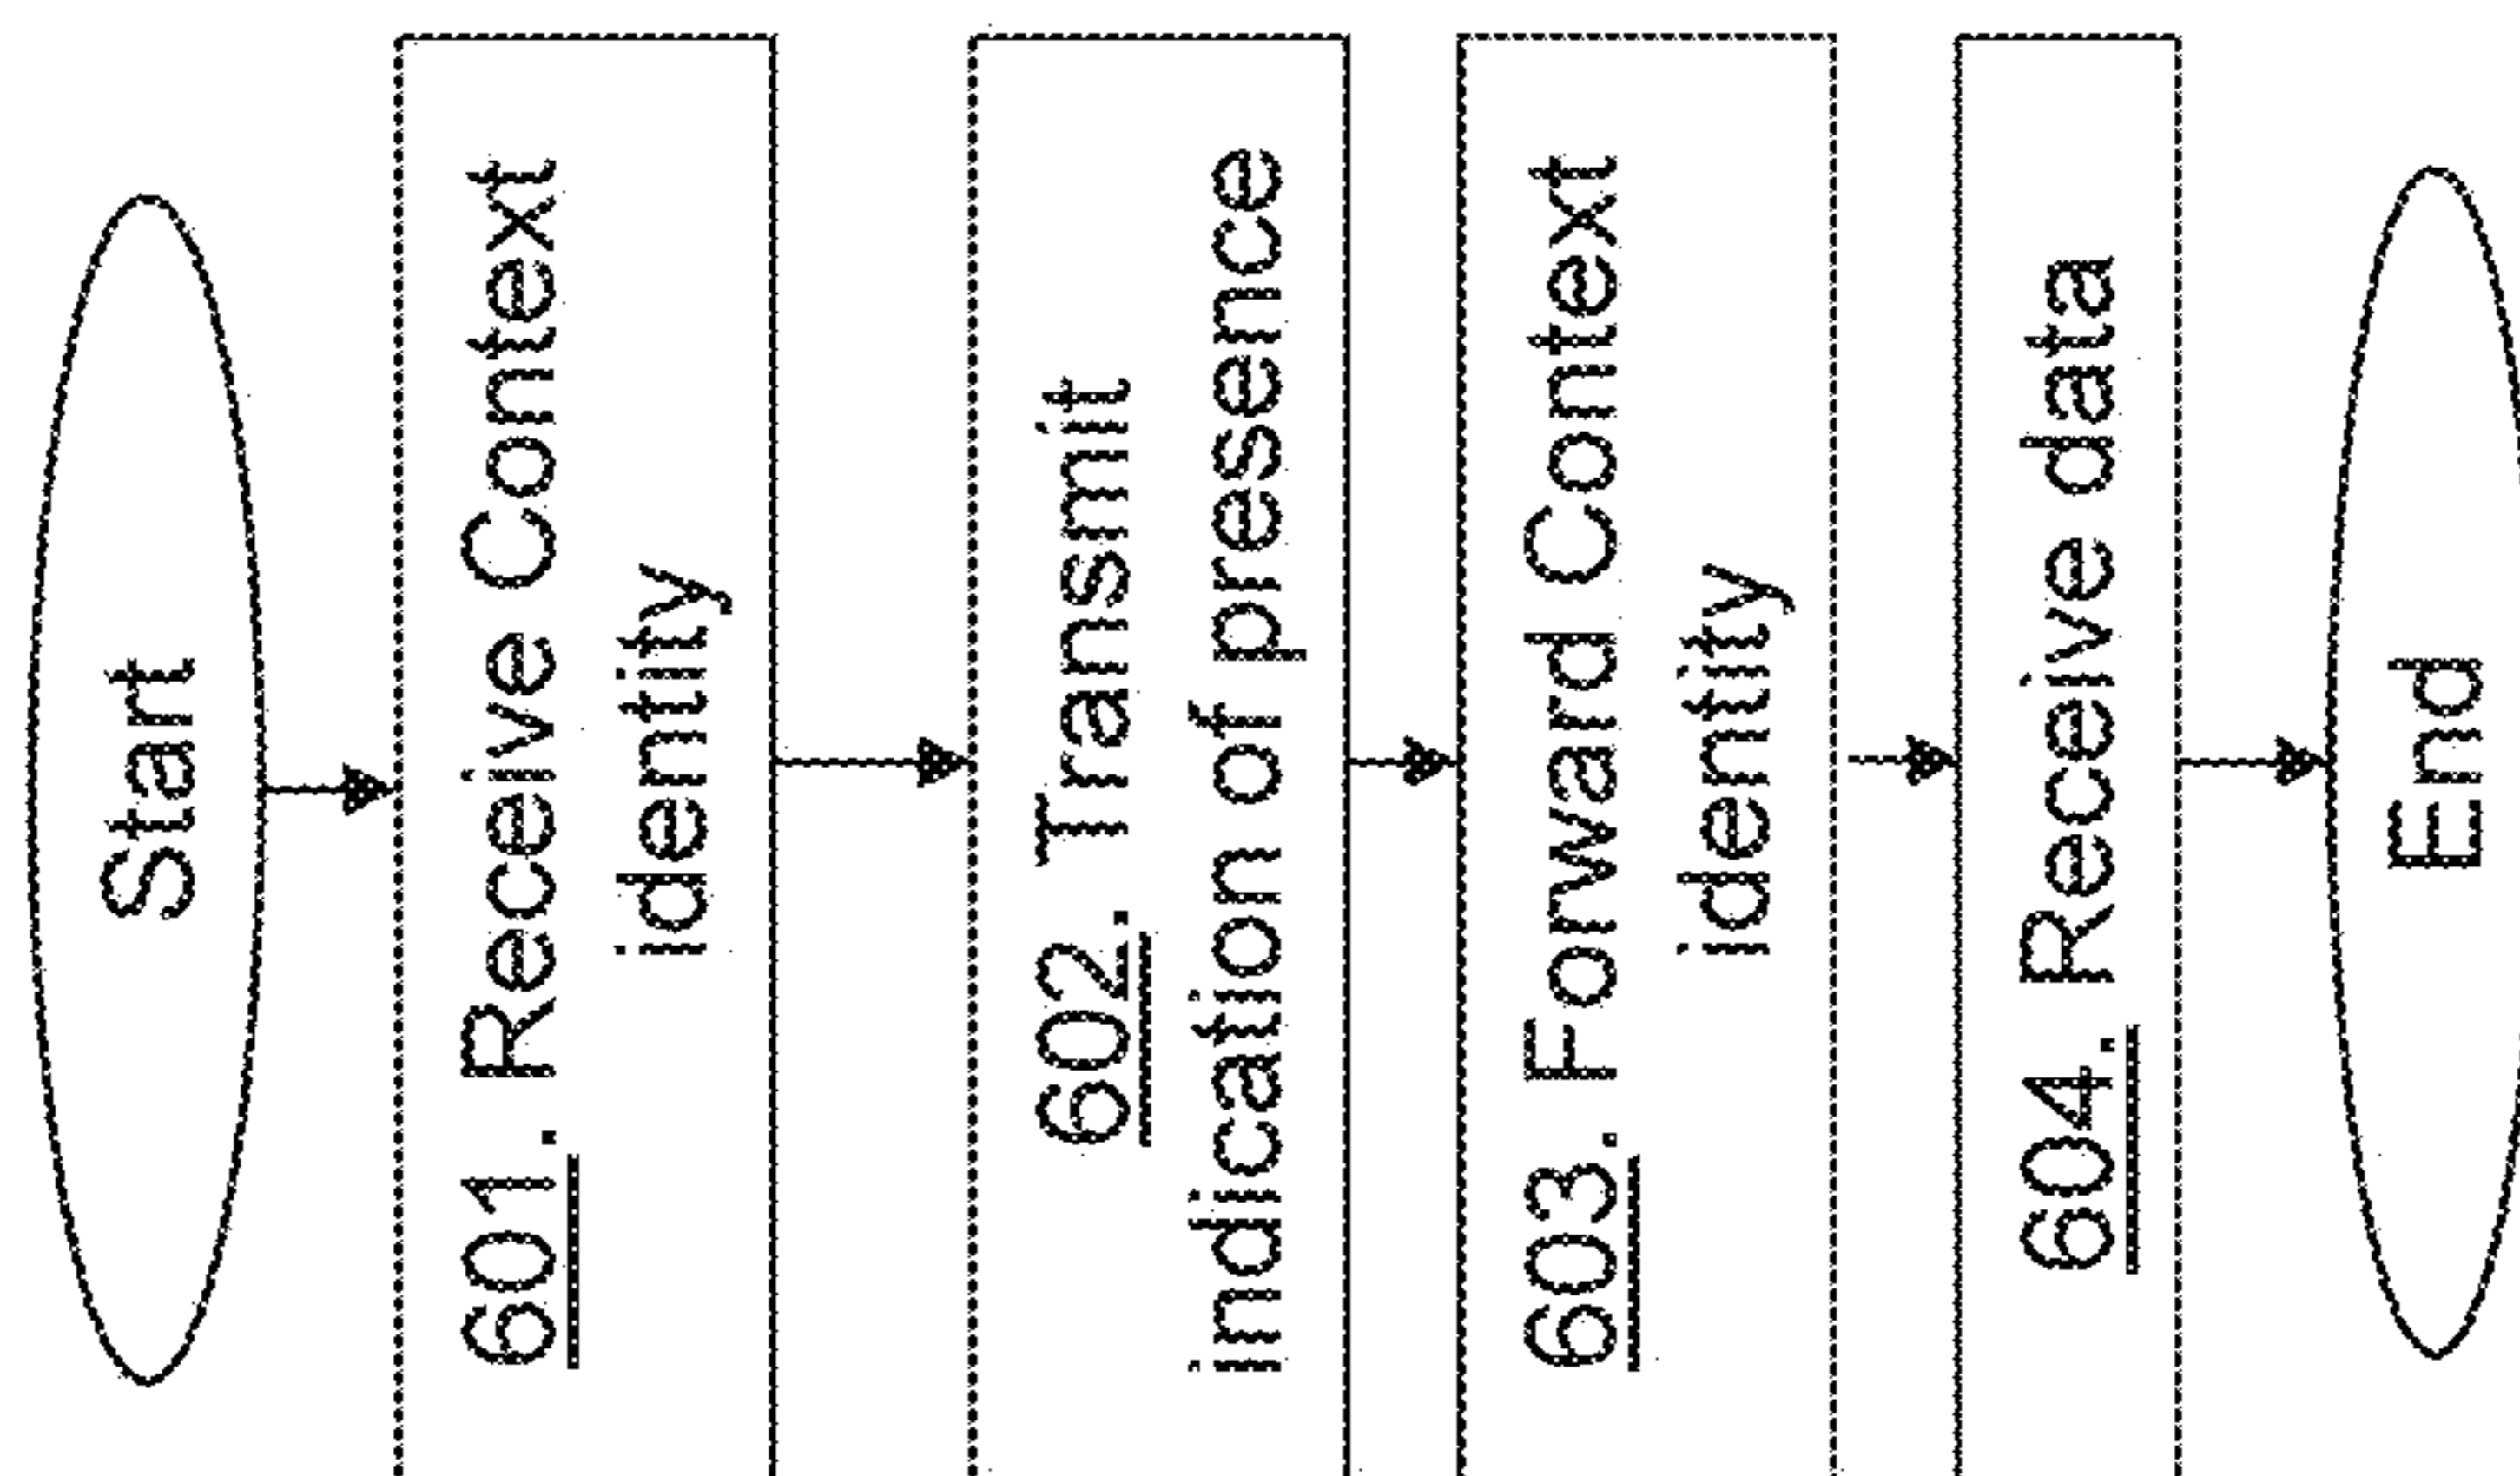 Start
601. Receive Context
identity
602. Transmit
indication of presence
603. Forward Context
identity
604. Receive data
End